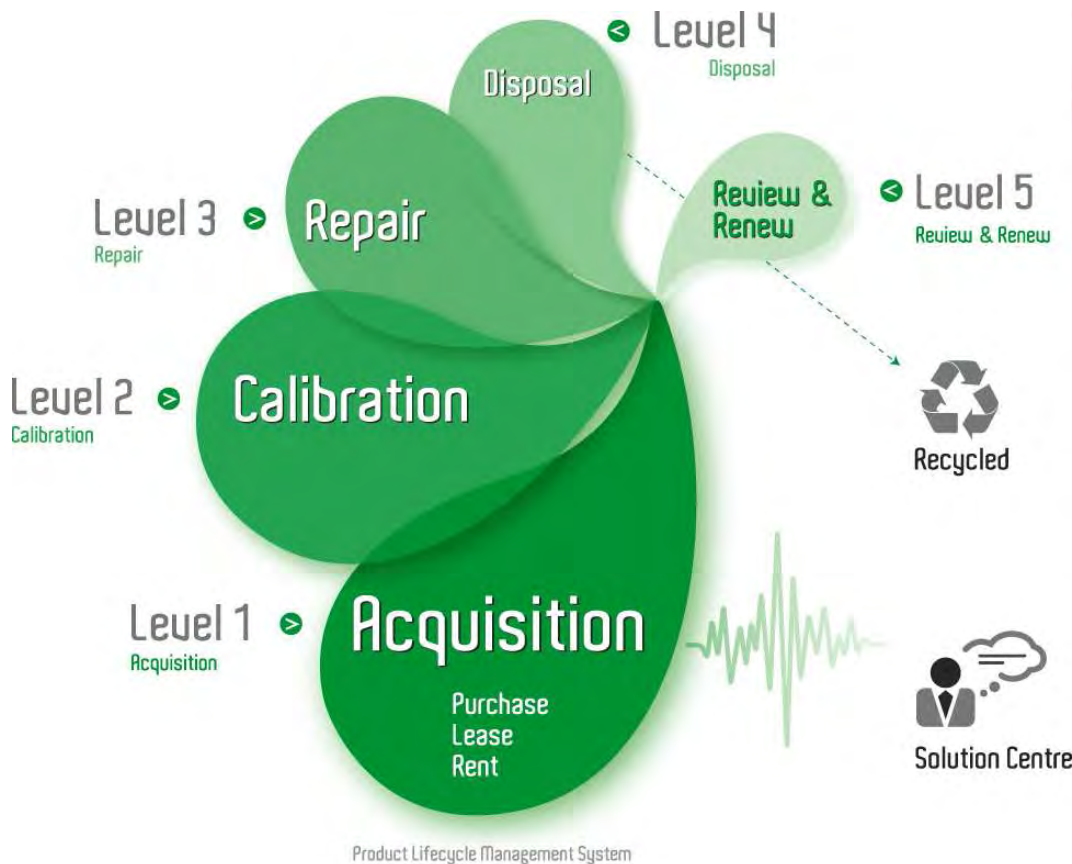 Level 4
Disposal
Disposal
Review &
Renew
Level 5
Review & Renew
Level 3
Repair
Repair
Level 2
Calibration
Calibration
Recycled
Level 1
Acquisition
Acquisition
Purchase
Lease
Rent
Solution Centre
Product Lifecycle Management System